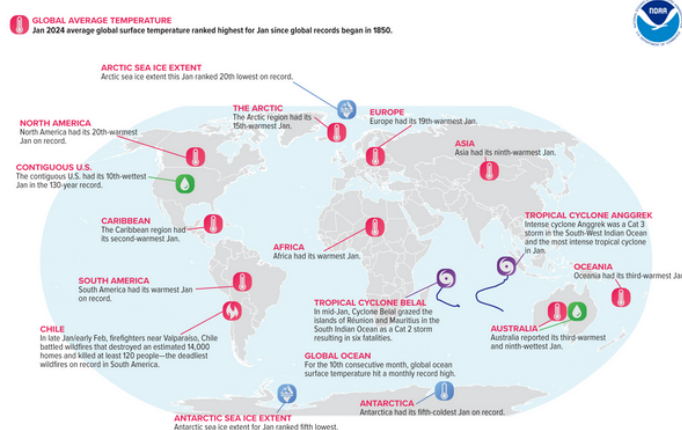 GLOBAL AVERAGE TEMPERATURE
Jan 2024 average global surface temperature ranked highest for Jan since global records began in 1850.
NOAA
ARCTIC SEA ICE EXTENT
Arctic sea ice extent this Jan ranked 20th lowest on record.
THE ARCTIC
The Arctic region had its
15th-warmest Jan.
EUROPE
Europe had its 19th-warmest Jan.
NORTH AMERICA
North America had its 20th-warmest
Jan on record.
ASIA
Asia had its ninth-warmest Jan.
CONTIGUOUS U.S.
The contiguous U.S. had its 10th-wettest
Jan in the 130-year record.
CARIBBEAN
The Caribbean region had
its second-warmest Jan.
AFRICA
Africa had its warmest Jan.
TROPICAL CYCLONE ANGGREK
Intense cyclone Anggrek was a Cat 3
storm in the South-West Indian Ocean
and the most intense tropical cyclone
in Jan.
OCEANIA
Oceania had its third-warmest Jan
SOUTH AMERICA
South America had its warmest Jan
on record.
TROPICAL CYCLONE BELAL
In mid-Jan, Cyclone Belal grazed the
islands of Réunion and Mauritius in the
South Indian Ocean as a Cat 2 storm
resulting in six fatalities.
AUSTRALIA
Australia reported its third-warmest
and ninth-wettest Jan.
CHILE
In late Jan/early Feb, firefighters near Valparaiso, Chile
battled wildfires that destroyed an estimated 14,000
homes and killed at least 120 people—the deadliest
wildfires on record in South America.
GLOBAL OCEAN
For the 10th consecutive month, global ocean
surface temperature hit a monthly record high.
ANTARCTICA
Antarctica had its fifth-coldest Jan on record.
ANTARCTIC SEA ICE EXTENT
Antarctic sea ice extent for Jan ranked fifth lowest.